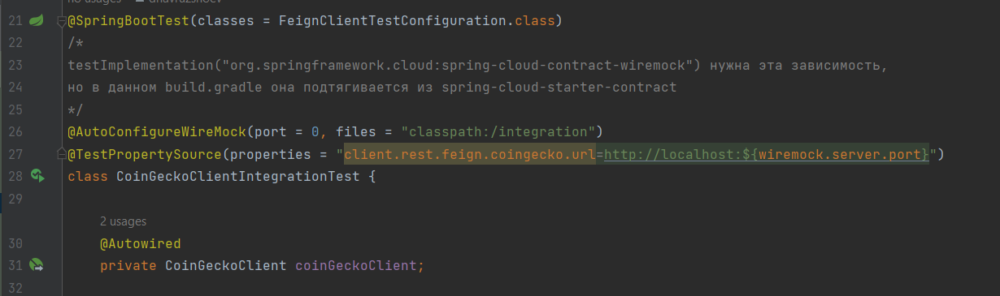 no usages dhavruzshoev
21 @SpringBootTest(classes = FeignClientTestConfiguration.class)
22 /*
23 testImplementation("org.springframework.cloud:spring-cloud-contract-wiremock") нужна эта зависимость,
24 но в данном build.gradle она подтягивается из spring-cloud-starter-contract
25 */
26 @AutoConfigureWireMock(port = 0, files = "classpath:/integration")
27 @TestPropertySource(properties = "client.rest.feign.coingecko.url=http://localhost:${wiremock.server.port}")
28 class CoinGeckoClientIntegrationTest {
29
2 usages
30 @Autowired
31 private CoinGeckoClient coinGeckoClient;
32